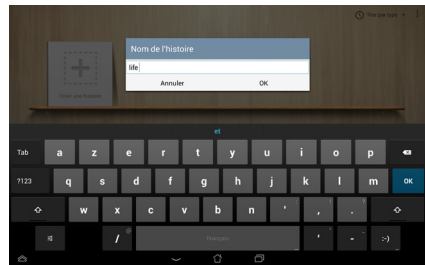 Trier par type
Nom de l'histoire
life
Annuler OK
Créer une histoire
et
Tab a z e r t y u i o p
?123 q s d f g h j k l m OK
w x c v b n ' , .
! ?
/ @ Français ' - :-)